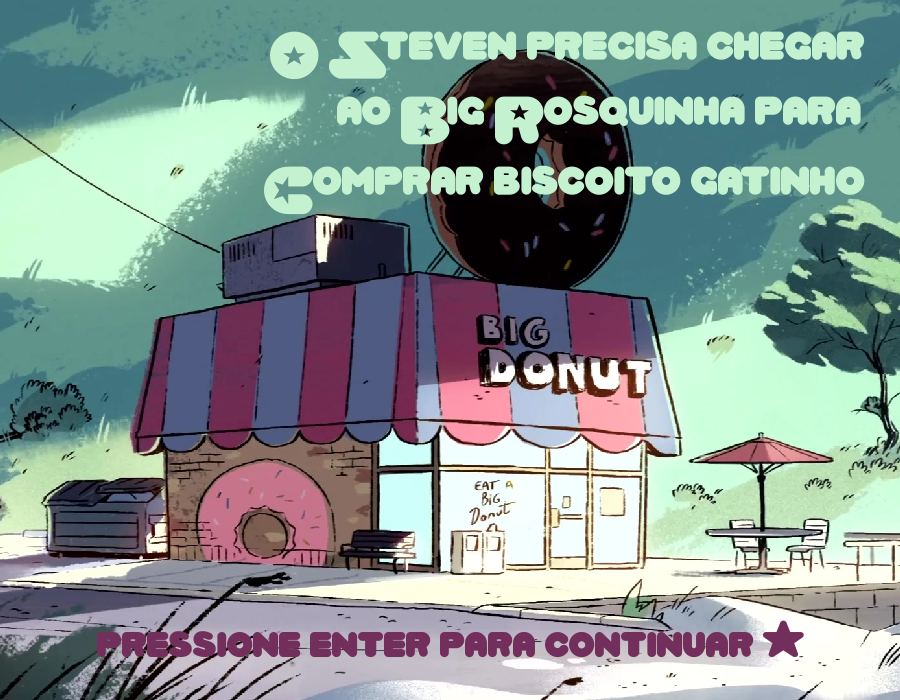 O Steven precisa chegar
ao Big Rosquinha para
Comprar biscoito gatinho
BIG
DONUT
EAT A
BIG
Donut
PRESSIONE ENTER PARA CONTINUAR ★